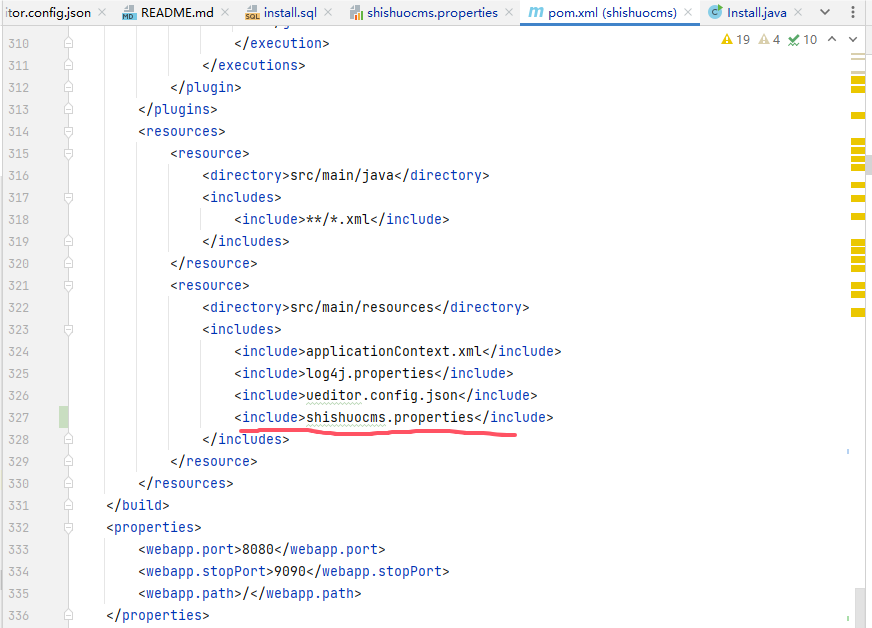 itor.config.json README.md install.sql shishuocms.properties pom.xml (shishuocms) Install.java
19 4 10
310 </execution>
311 </executions>
312 </plugin>
313 </plugins>
314 <resources>
315 <resource>
316 <directory>src/main/java</directory>
317 <includes>
318 <include>**/*.xml</include>
319 </includes>
320 </resource>
321 <resource>
322 <directory>src/main/resources</directory>
323 <includes>
324 <include>applicationContext.xml</include>
325 <include>log4j.properties</include>
326 <include>ueditor.config.json</include>
327 <include>shishuocms.properties</include>
328 </includes>
329 </resource>
330 </resources>
331 </build>
332 <properties>
333 <webapp.port>8080</webapp.port>
334 <webapp.stopPort>9090</webapp.stopPort>
335 <webapp.path>/</webapp.path>
336 </properties>